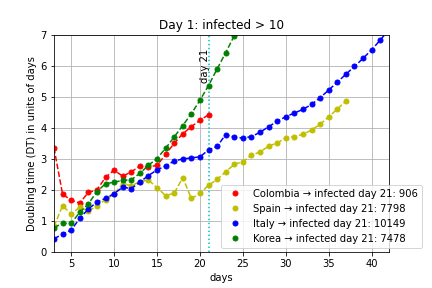 Day 1: infected > 10
Doubling time (DT) in units of days
7
6
5
4
3
2
1
0
day 21
Colombia → infected day 21: 906
Spain → infected day 21: 7798
Italy → infected day 21: 10149
Korea → infected day 21: 7478
5 10 15 20 25 30 35 40
days